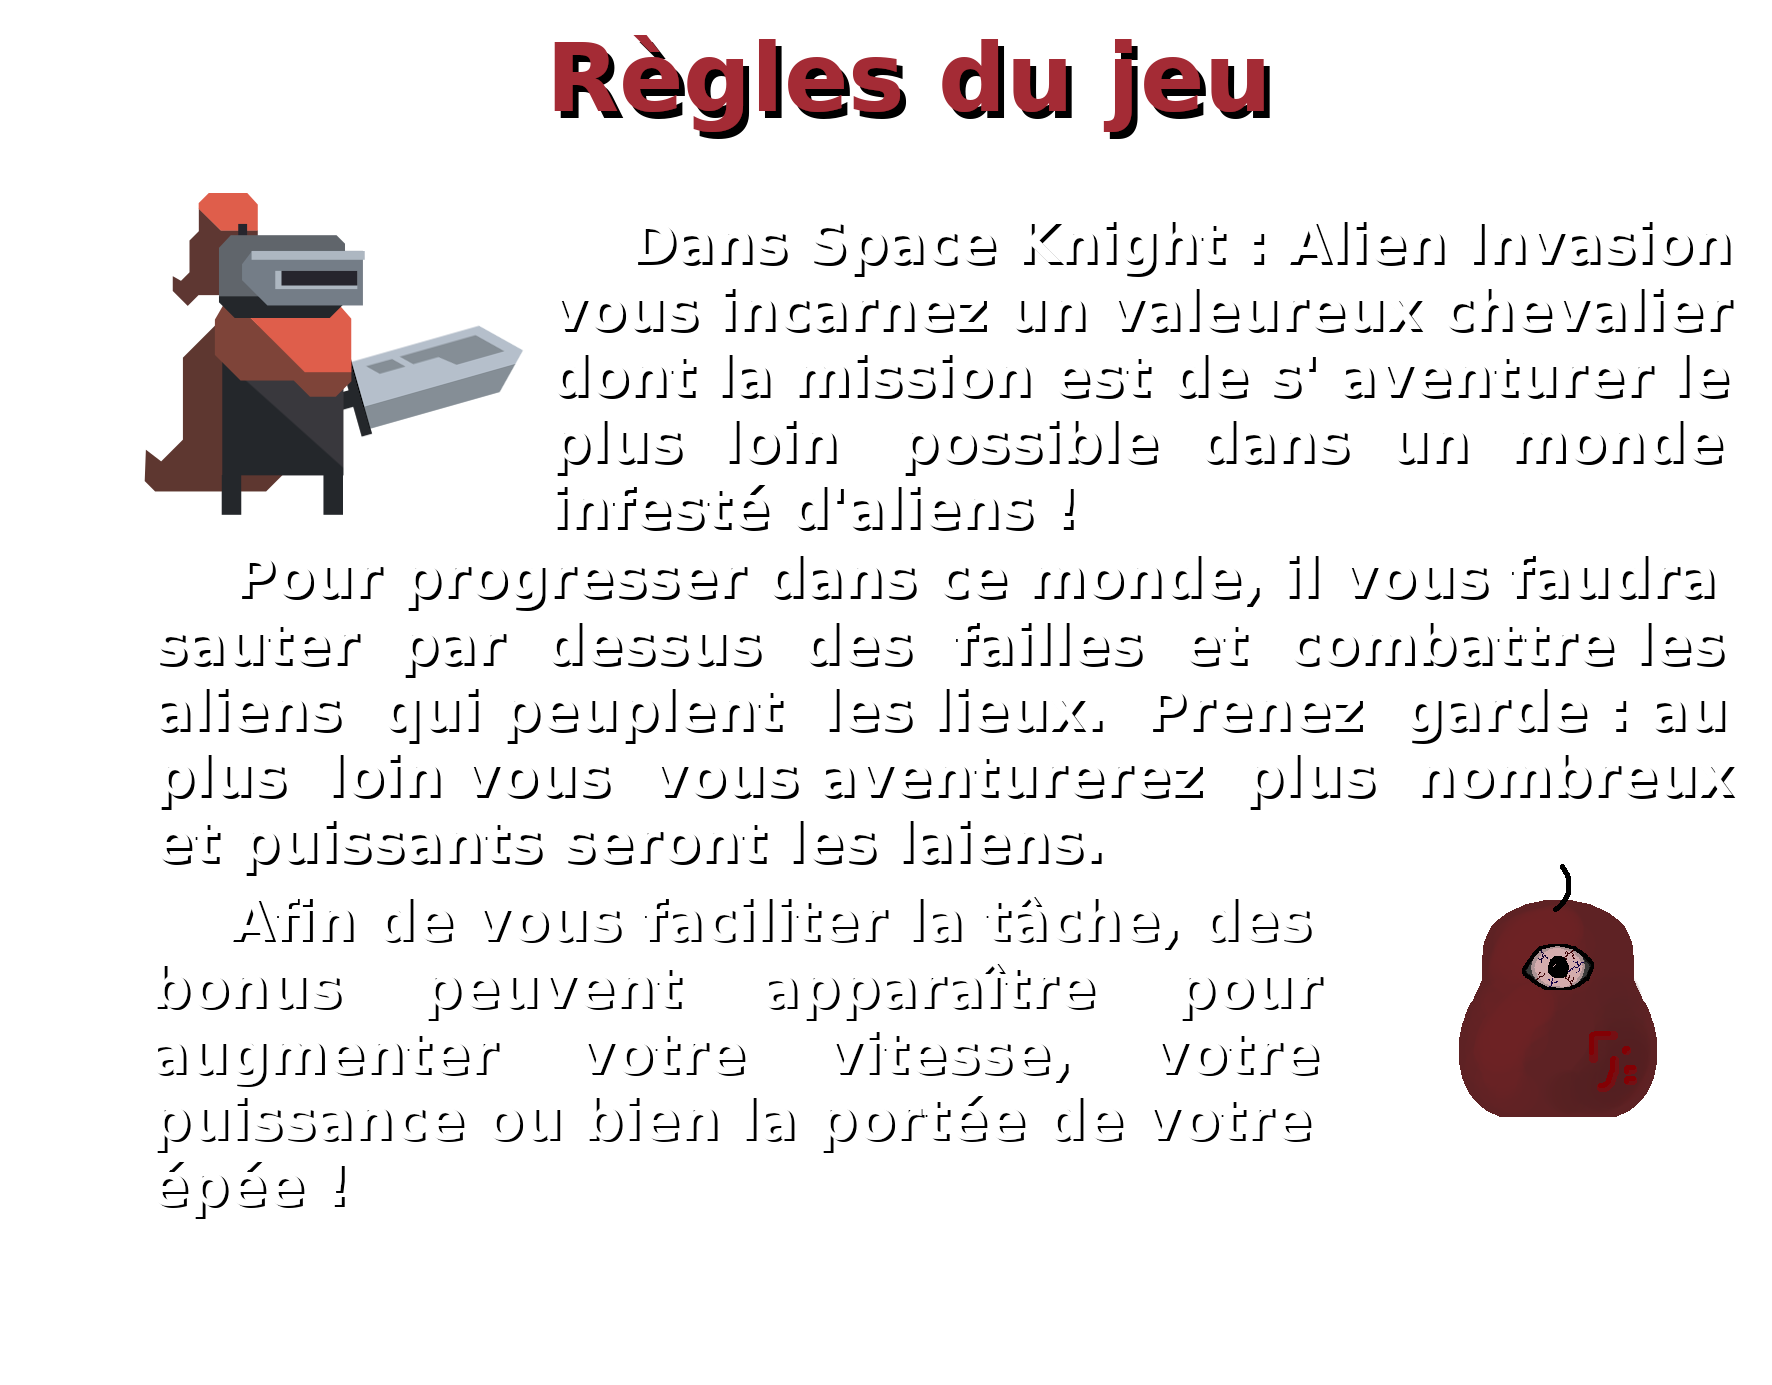 Règles du jeu
Dans Space Knight : Alien Invasion
vous incarnez un valeureux chevalier
dont la mission est de s' aventurer le
plus loin possible dans un monde
infesté d'aliens !
Pour progresser dans ce monde, il vous faudra
sauter par dessus des failles et combattre les
aliens qui peuplent les lieux. Prenez garde : au
plus loin vous vous aventurerez plus nombreux
et puissants seront les laiens.
Afin de vous faciliter la tâche, des
bonus peuvent apparaître pour
augmenter votre vitesse, votre
puissance ou bien la portée de votre
épée !